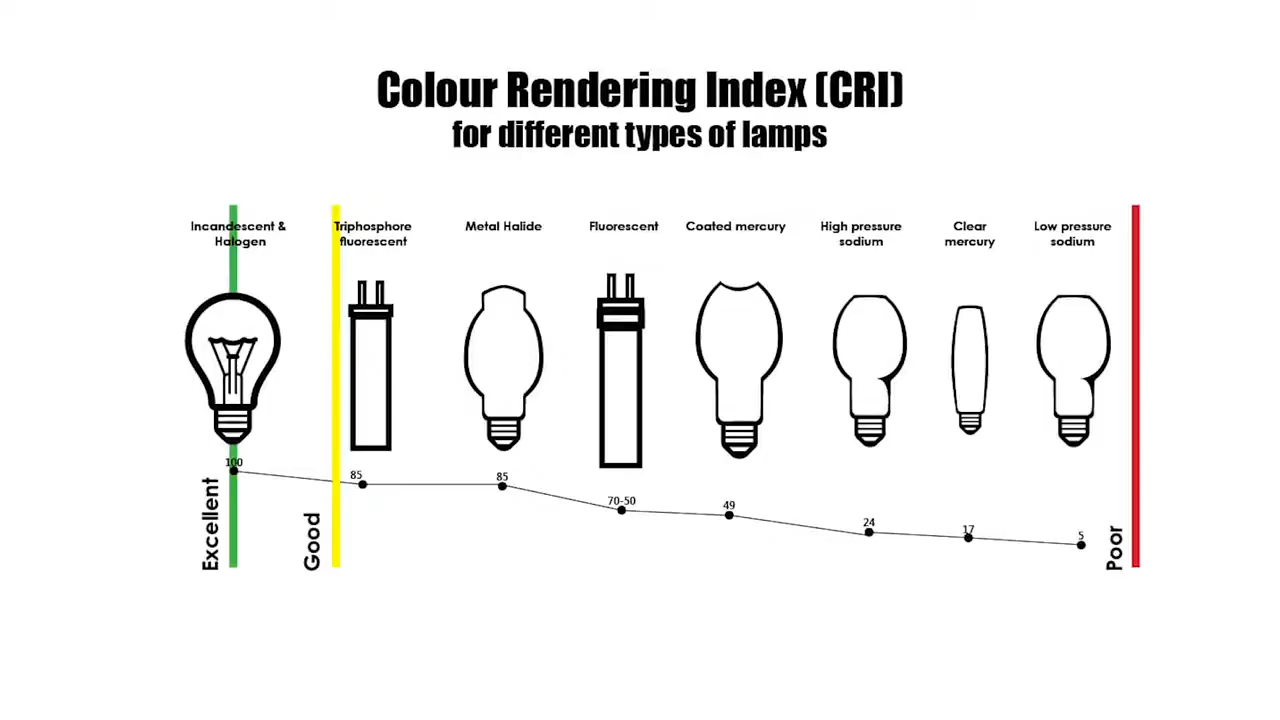 Colour Rendering Index (CRI)
for different types of lamps
Incandescent &
Halogen
Triphosphore
fluorescent
Metal Halide
Fluorescent
Coated mercury
High pressure
sodium
Clear
mercury
Low pressure
sodium
100
85
85
70-50
49
24
17
5
Excellent
Good
Poor